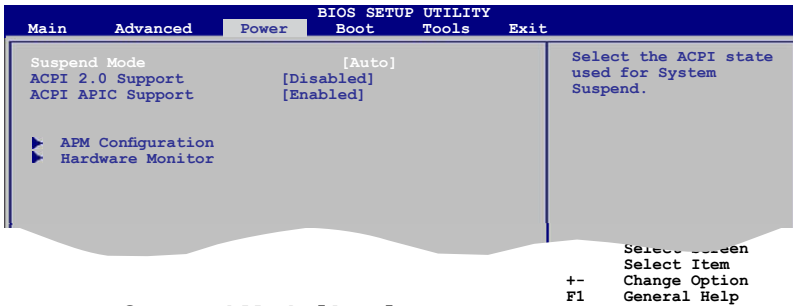 BIOS SETUP UTILITY
Main Advanced Power Boot Tools Exit
Suspend Mode [Auto]
ACPI 2.0 Support [Disabled]
ACPI APIC Support [Enabled]
APM Configuration
Hardware Monitor
Select the ACPI state
used for System
Suspend.
Select Screen
Select Item
+- Change Option
F1 General Help